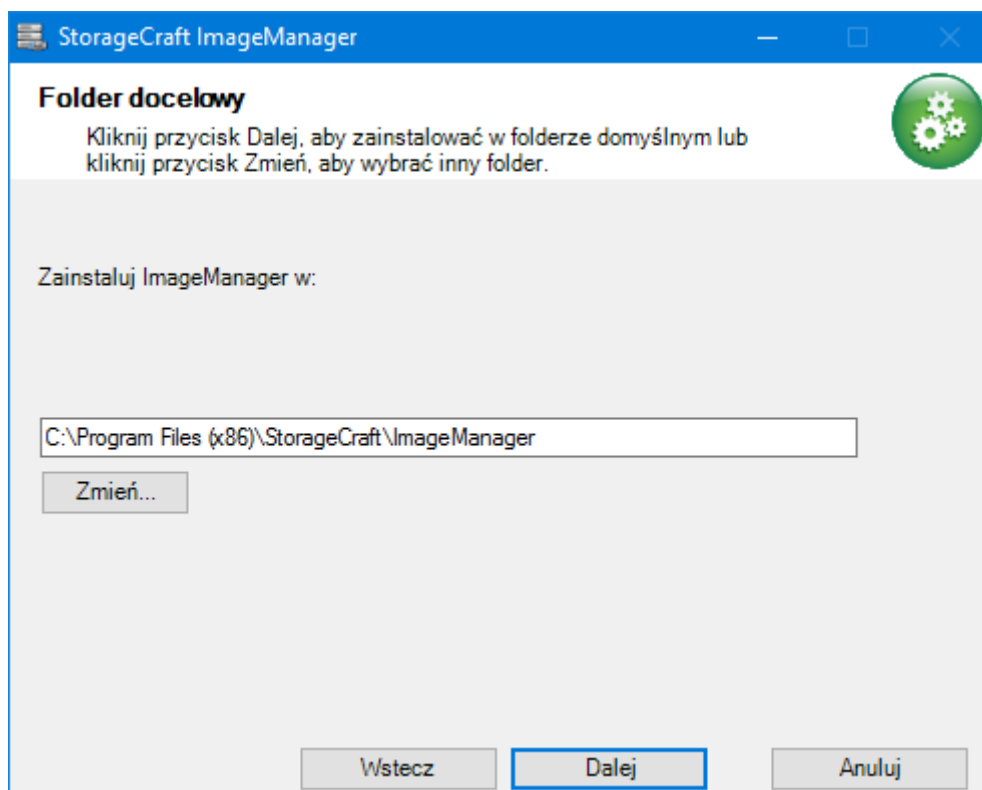 StorageCraft ImageManager
Folder docelowy
Kliknij przycisk Dalej, aby zainstalować w folderze domyślnym lub
kliknij przycisk Zmień, aby wybrać inny folder.
Zainstaluj ImageManager w:
C:\Program Files (x86)\StorageCraft\ImageManager
Zmień...
Wstecz Dalej Anuluj